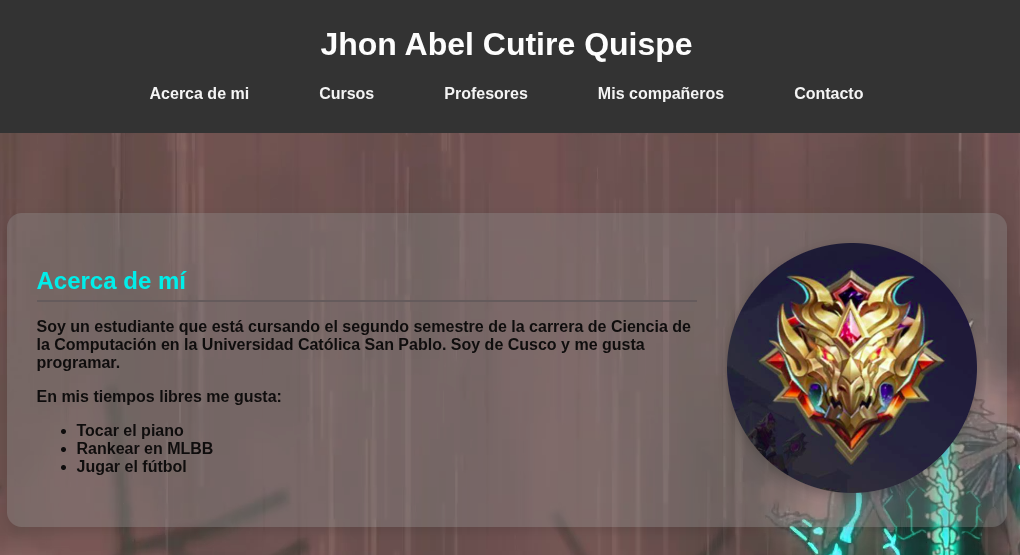 Jhon Abel Cutire Quispe
Acerca de mi
Cursos
Profesores
Mis compañeros
Contacto
Acerca de mí
Soy un estudiante que está cursando el segundo semestre de la carrera de Ciencia de
la Computación en la Universidad Católica San Pablo. Soy de Cusco y me gusta
programar.
En mis tiempos libres me gusta:
Tocar el piano
Rankear en MLBB
Jugar el fútbol